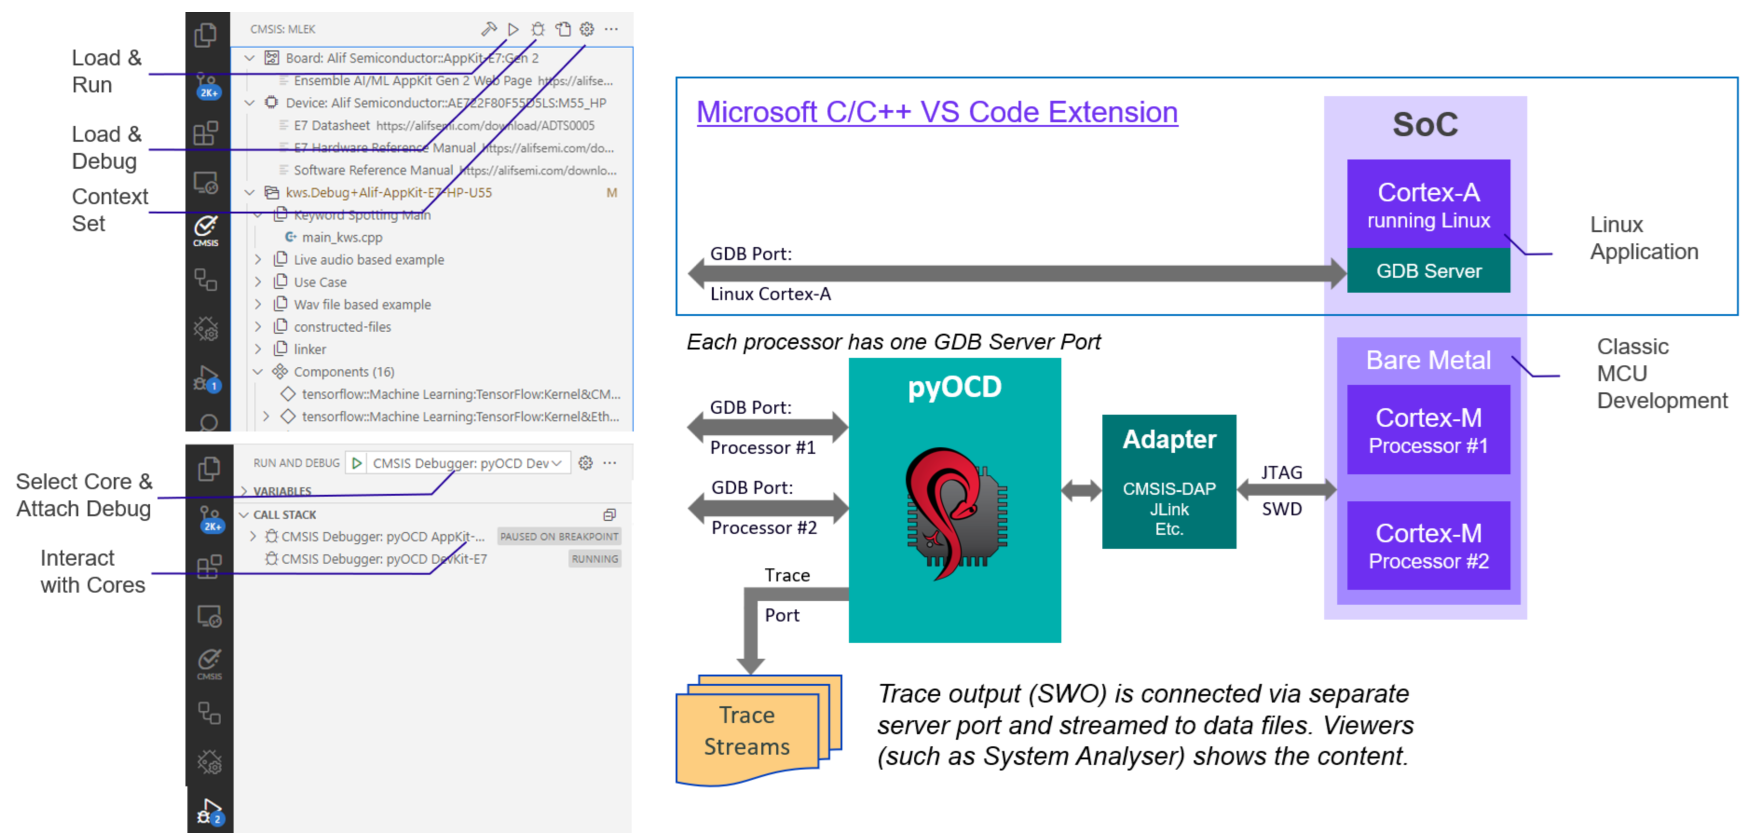 Load &
Run
Load &
Debug
Context
Set
CMSIS: MLEK
2K+
CMSIS
1
Board: Alif Semiconductor::AppKit-E7:Gen 2
Ensemble AI/ML AppKit Gen 2 Web Page https://alifse...
Device: Alif Semiconductor::AE722F80F55D5LS:M55_HP
E7 Datasheet https://alifsemi.com/download/ADTS0005
E7 Hardware Reference Manual https://alifsemi.com/do...
Software Reference Manual https://alifsemi.com/downlo...
kws.Debug+Alif-AppKit-E7-HP-U55 M
Keyword Spotting Main
main_kws.cpp
Live audio based example
Use Case
Wav file based example
constructed-files
linker
Components (16)
tensorflow::Machine Learning:TensorFlow:Kernel&CM...
tensorflow::Machine Learning:TensorFlow:Kernel&Eth...
Select Core &
Attach Debug
Interact
with Cores
RUN AND DEBUG CMSIS Debugger: pyOCD Dev
VARIABLES
CALL STACK
CMSIS Debugger: pyOCD AppKit-... PAUSED ON BREAKPOINT
CMSIS Debugger: pyOCD DevKit-E7 RUNNING
2K+
CMSIS
2
Microsoft C/C++ VS Code Extension
SoC
Cortex-A
running Linux
GDB Server
Linux
Application
GDB Port:
Linux Cortex-A
Each processor has one GDB Server Port
pyOCD
GDB Port:
Processor #1
GDB Port:
Processor #2
Trace
Port
Adapter
CMSIS-DAP
JLink
Etc.
JTAG
SWD
Bare Metal
Cortex-M
Processor #1
Cortex-M
Processor #2
Classic
MCU
Development
Trace
Streams
Trace output (SWO) is connected via separate
server port and streamed to data files. Viewers
(such as System Analyser) shows the content.